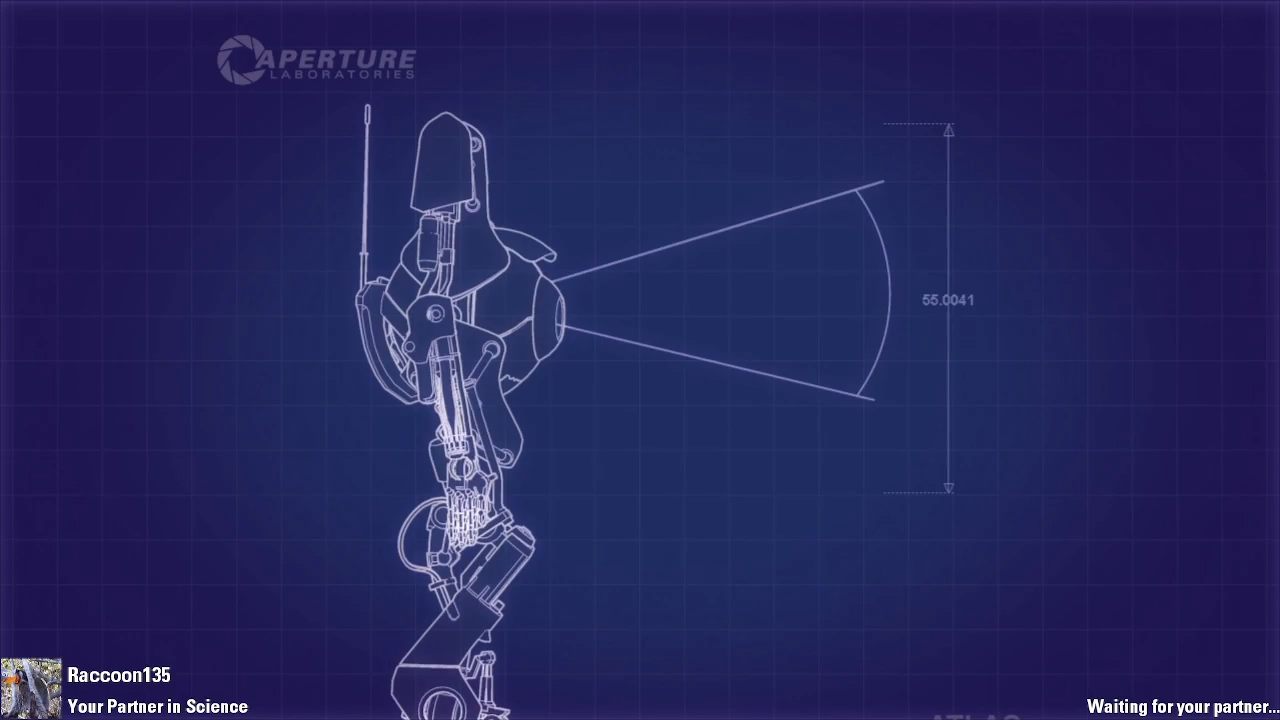 APERTURE
LABORATORIES
55.0041
Raccoon135
Your Partner in Science
Waiting for your partner...